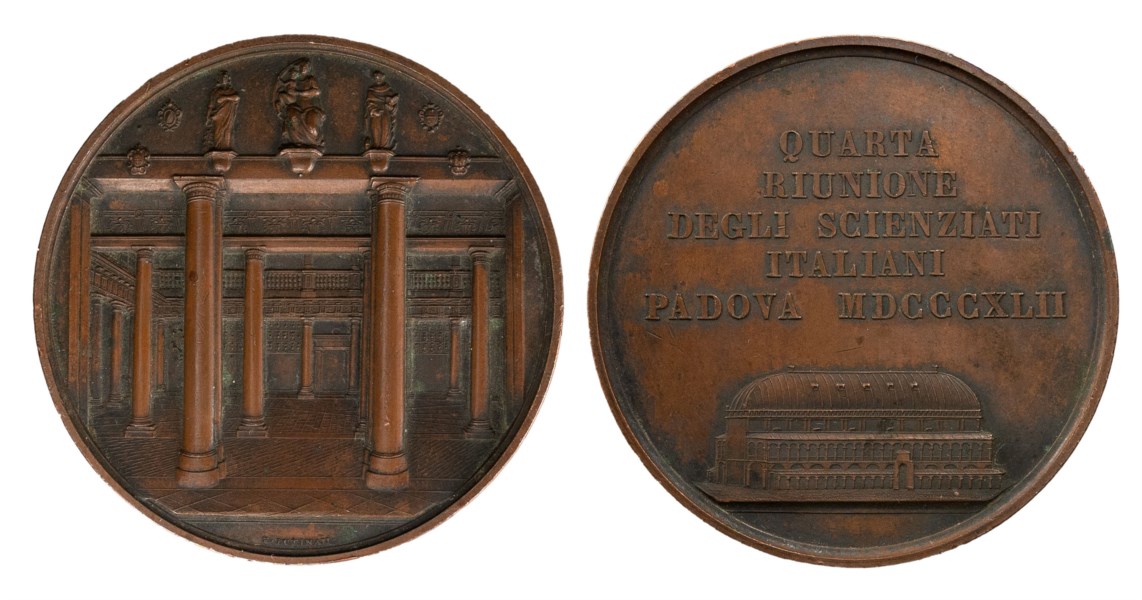 QUARTA
RIUNIONE
DEGLI SCIENZIATI
ITALIANI
PADOVA MDCCCXLII